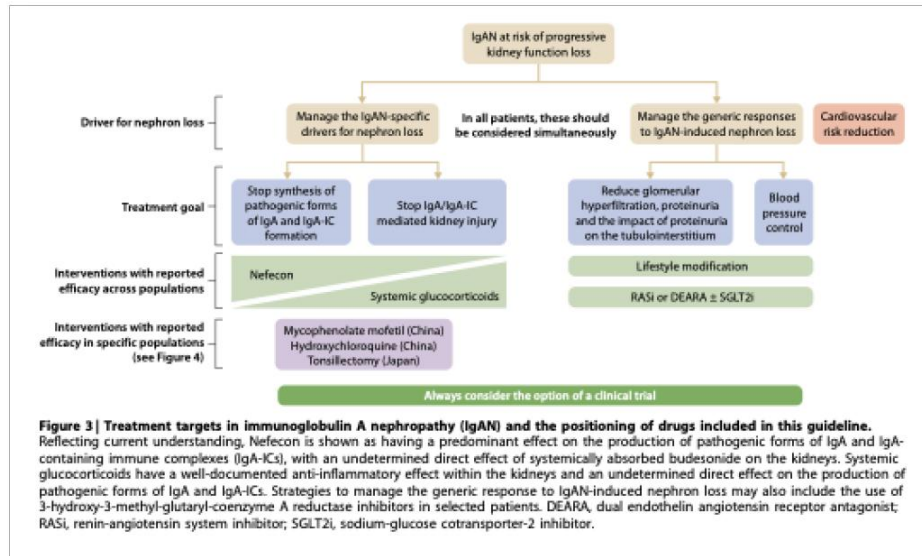 IgAN at risk of progressive
kidney function loss
Driver for nephron loss
Manage the IgAN-specific
drivers for nephron loss
In all patients, these should
be considered simultaneously
Manage the generic responses
to IgAN-induced nephron loss
Cardiovascular
risk reduction
Treatment goal
Stop synthesis of
pathogenic forms
of IgA and IgA-IC
formation
Stop IgA/IgA-IC
mediated kidney injury
Reduce glomerular
hyperfiltration, proteinuria
and the impact of proteinuria
on the tubulointerstitium
Blood
pressure
control
Interventions with reported
efficacy across populations
Nefecon
Systemic glucocorticoids
Lifestyle modification
RASi or DEARA ± SGLT2i
Interventions with reported
efficacy in specific populations
(see Figure 4)
Mycophenolate mofetil (China)
Hydroxychloroquine (China)
Tonsillectomy (Japan)
Always consider the option of a clinical trial
Figure 3 | Treatment targets in immunoglobulin A nephropathy (IgAN) and the positioning of drugs included in this guideline.
Reflecting current understanding, Nefecon is shown as having a predominant effect on the production of pathogenic forms of IgA and IgA-
containing immune complexes (IgA-ICs), with an undetermined direct effect of systemically absorbed budesonide on the kidneys. Systemic
glucocorticoids have a well-documented anti-inflammatory effect within the kidneys and an undetermined direct effect on the production of
pathogenic forms of IgA and IgA-ICs. Strategies to manage the generic response to IgAN-induced nephron loss may also include the use of
3-hydroxy-3-methyl-glutaryl-coenzyme A reductase inhibitors in selected patients. DEARA, dual endothelin angiotensin receptor antagonist;
RASi, renin-angiotensin system inhibitor; SGLT2i, sodium-glucose cotransporter-2 inhibitor.